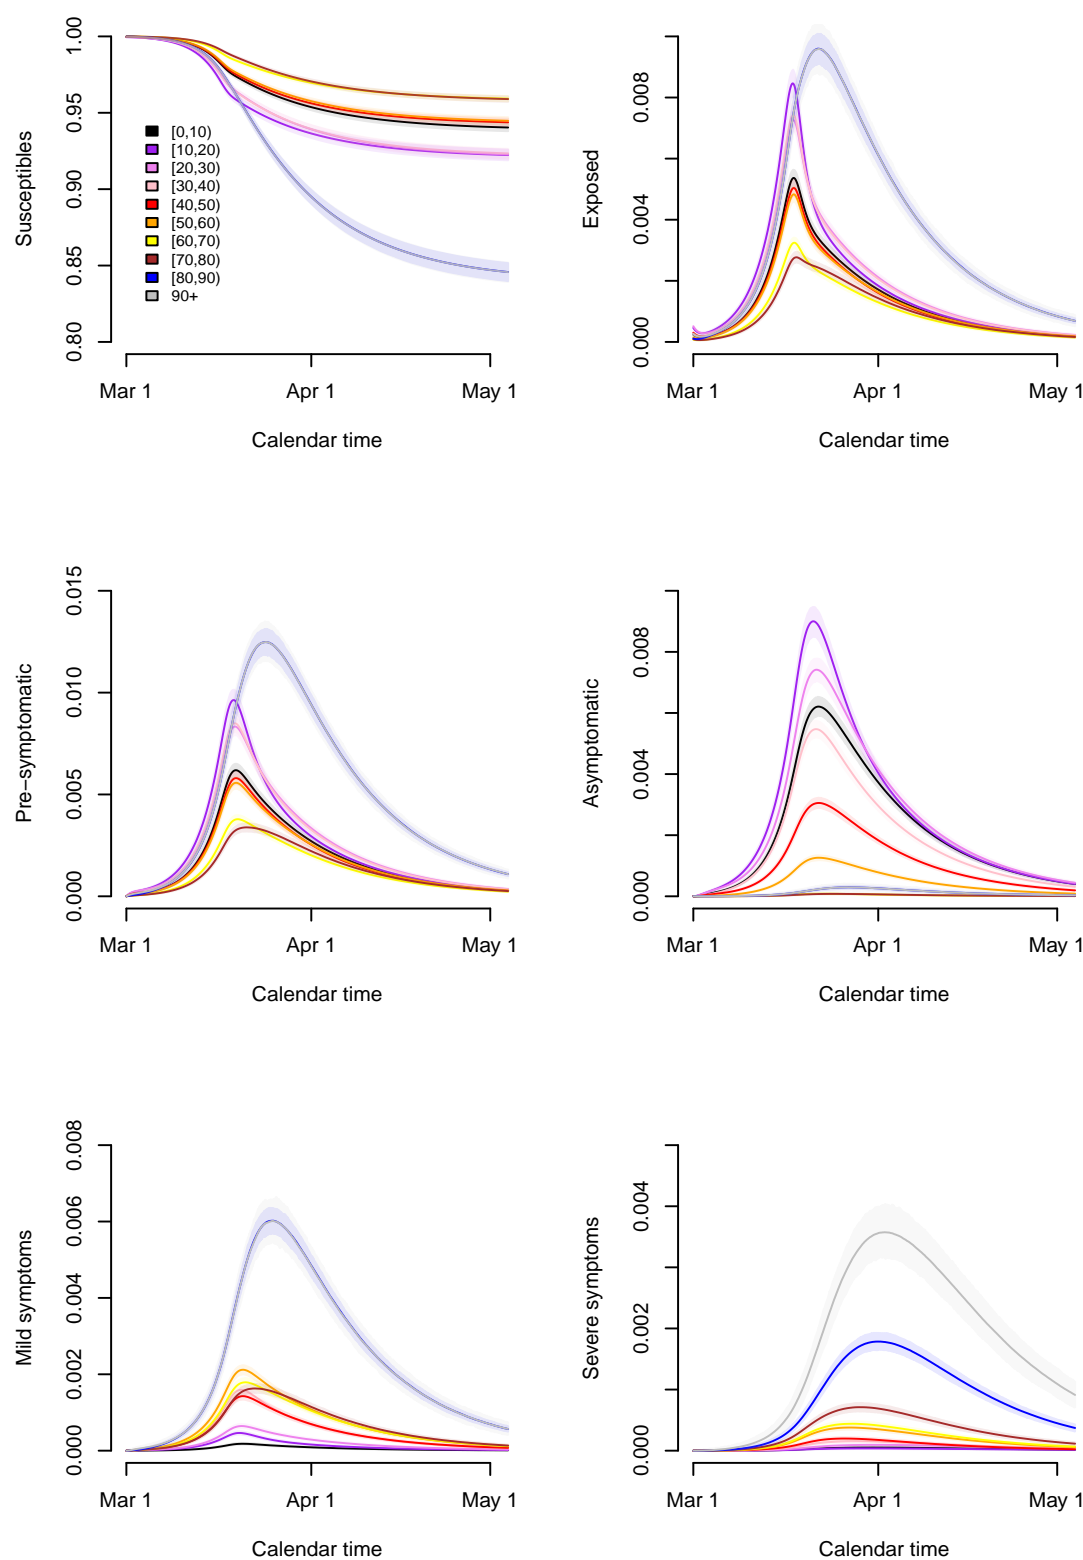 Susceptibles
1.00
0.95
0.90
0.85
0.80
[0,10)
[10,20)
[20,30)
[30,40)
[40,50)
[50,60)
[60,70)
[70,80)
[80,90)
90+
Mar 1 Apr 1 May 1
Calendar time
Exposed
0.008
0.004
0.000
Mar 1 Apr 1 May 1
Calendar time
Pre−symptomatic
0.015
0.010
0.005
0.000
Mar 1 Apr 1 May 1
Calendar time
Asymptomatic
0.008
0.004
0.000
Mar 1 Apr 1 May 1
Calendar time
Mild symptoms
0.008
0.006
0.004
0.002
0.000
Mar 1 Apr 1 May 1
Calendar time
Severe symptoms
0.004
0.002
0.000
Mar 1 Apr 1 May 1
Calendar time